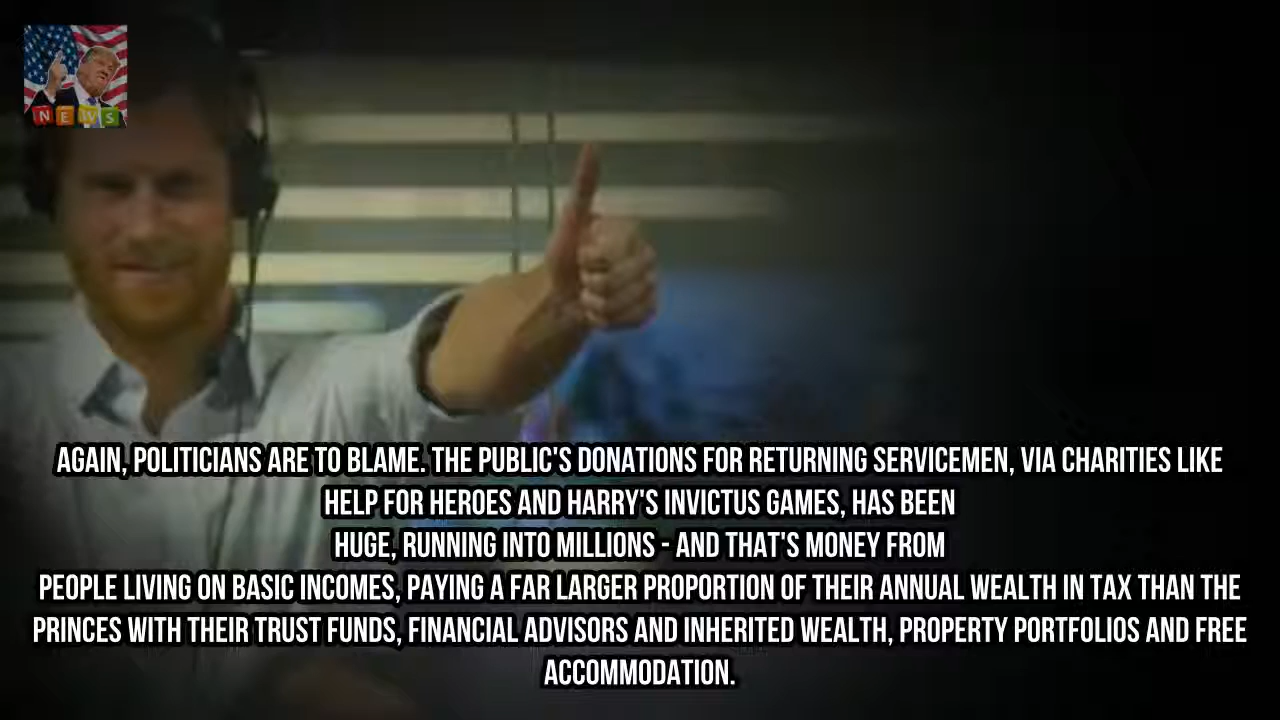 NEWS
AGAIN, POLITICIANS ARE TO BLAME. THE PUBLIC'S DONATIONS FOR RETURNING SERVICEMEN, VIA CHARITIES LIKE
HELP FOR HEROES AND HARRY'S INVICTUS GAMES, HAS BEEN
HUGE, RUNNING INTO MILLIONS - AND THAT'S MONEY FROM
PEOPLE LIVING ON BASIC INCOMES, PAYING A FAR LARGER PROPORTION OF THEIR ANNUAL WEALTH IN TAX THAN THE
PRINCES WITH THEIR TRUST FUNDS, FINANCIAL ADVISORS AND INHERITED WEALTH, PROPERTY PORTFOLIOS AND FREE
ACCOMMODATION.